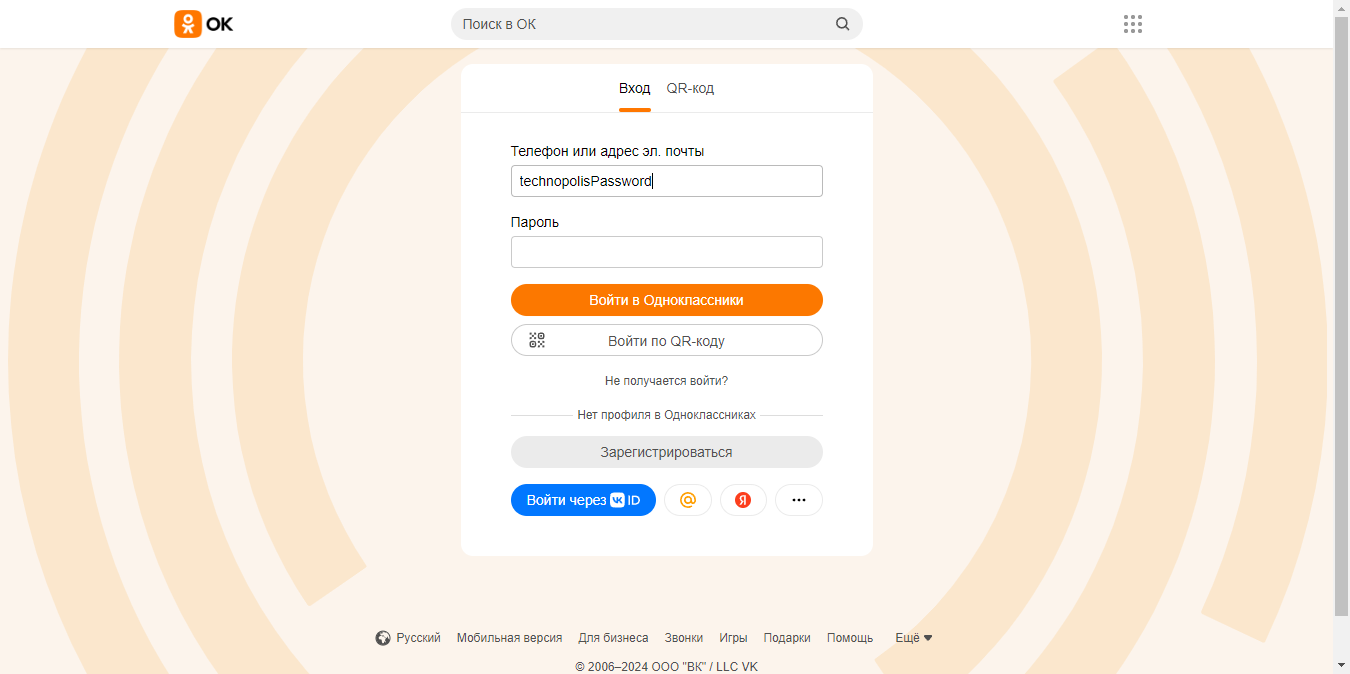 OK
Поиск в ОК
Вход QR-код
Телефон или адрес эл. почты
technopolisPassword
Пароль
Войти в Одноклассники
Войти по QR-коду
Не получается войти?
Нет профиля в Одноклассниках
Зарегистрироваться
Войти через VK ID @ Я ...
Русский Мобильная версия Для бизнеса Звонки Игры Подарки Помощь Ещё
© 2006–2024 ООО "ВК" / LLC VK